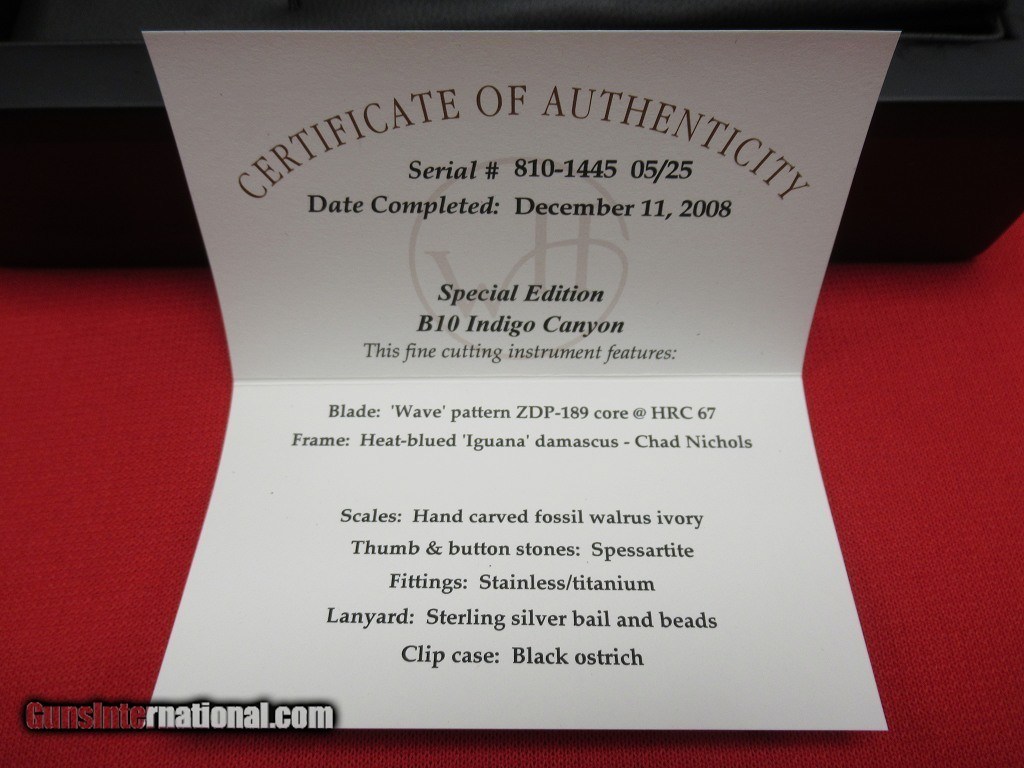 CERTIFICATE OF AUTHENTICITY
Serial # 810-1445 05/25
Date Completed: December 11, 2008
WH
Special Edition
B10 Indigo Canyon
This fine cutting instrument features:
Blade: 'Wave' pattern ZDP-189 core @ HRC 67
Frame: Heat-blued 'Iguana' damascus - Chad Nichols
Scales: Hand carved fossil walrus ivory
Thumb & button stones: Spessartite
Fittings: Stainless/titanium
Lanyard: Sterling silver bail and beads
Clip case: Black ostrich
GunsInternational.com